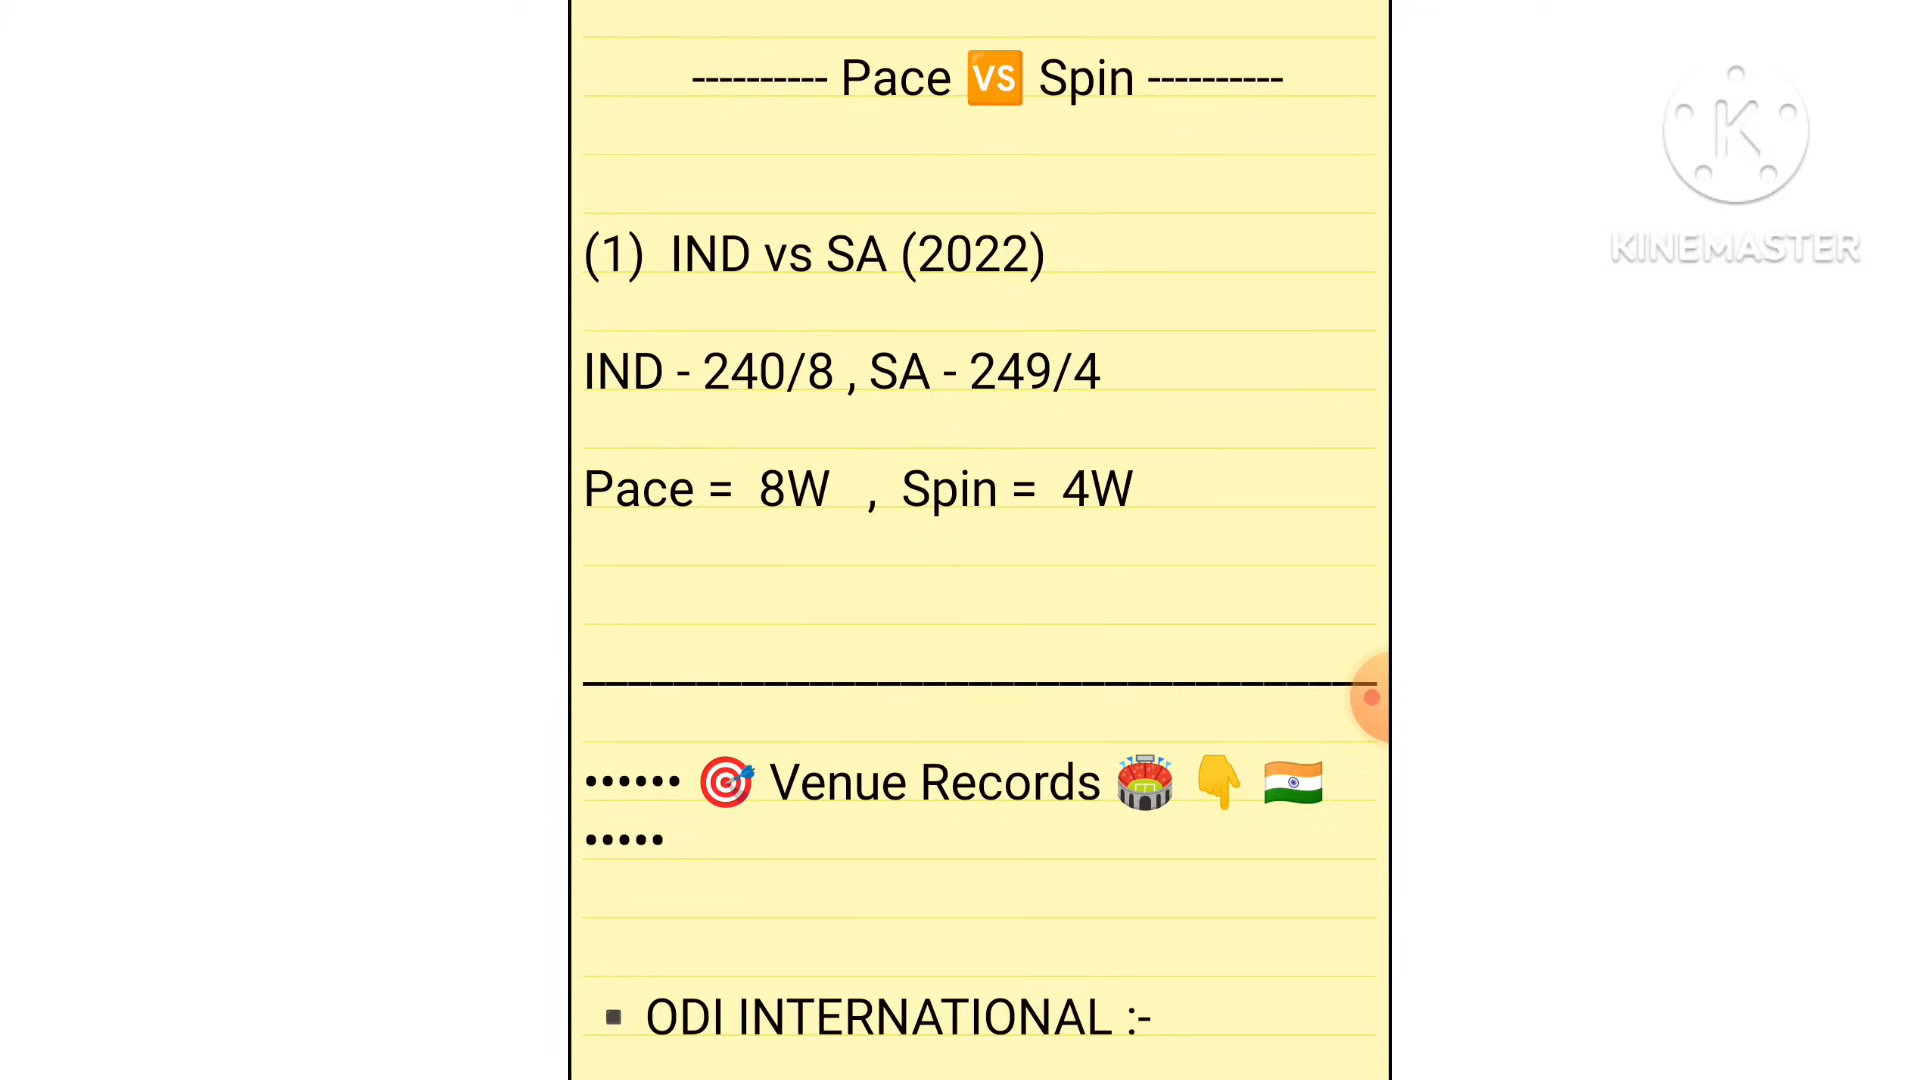 ---------- Pace 🆚 Spin ----------
(1) IND vs SA (2022)
IND - 240/8 , SA - 249/4
Pace = 8W , Spin = 4W
•••••• 🎯 Venue Records 🏟️ 👇 🇮🇳
•••••
▪️ ODI INTERNATIONAL :-
K
KINEMASTER